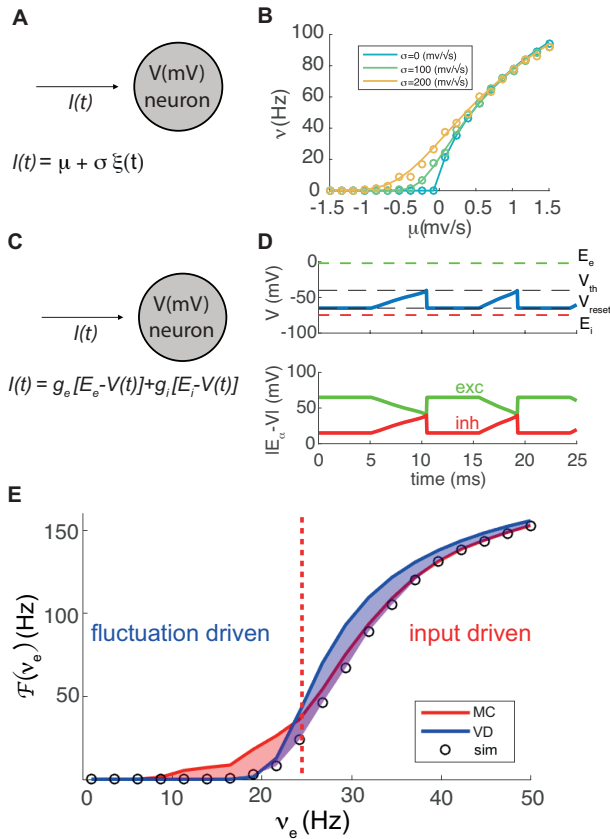 A
V(mV)
neuron
I(t)
I(t) = μ + σ ξ(t)
B
ν(Hz)
100
80
60
40
20
0
σ=0 (mv/√s)
σ=100 (mv/√s)
σ=200 (mv/√s)
-1.5 -1 -0.5 0 0.5 1 1.5
μ(mv/s)
C
V(mV)
neuron
I(t)
I(t) = g_e [E_e-V(t)]+g_i [E_i-V(t)]
D
V (mV)
0
-50
-100
E_e
V_th
V_reset
E_i
|E_α-V| (mV)
100
50
0
exc
inh
0 5 10 15 20 25
time (ms)
E
F(ν_e) (Hz)
150
100
50
fluctuation driven
input driven
MC
VD
sim
0 10 20 30 40 50
ν_e (Hz)